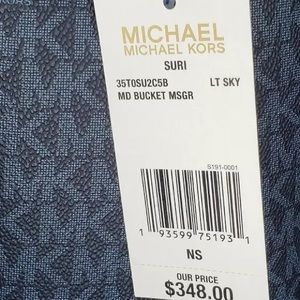 MICHAEL
MICHAEL KORS
SURI
35T0SU2C5B LT SKY
MD BUCKET MSGR
S191-0001
1 93599 75193 1
NS
OUR PRICE
$348.00